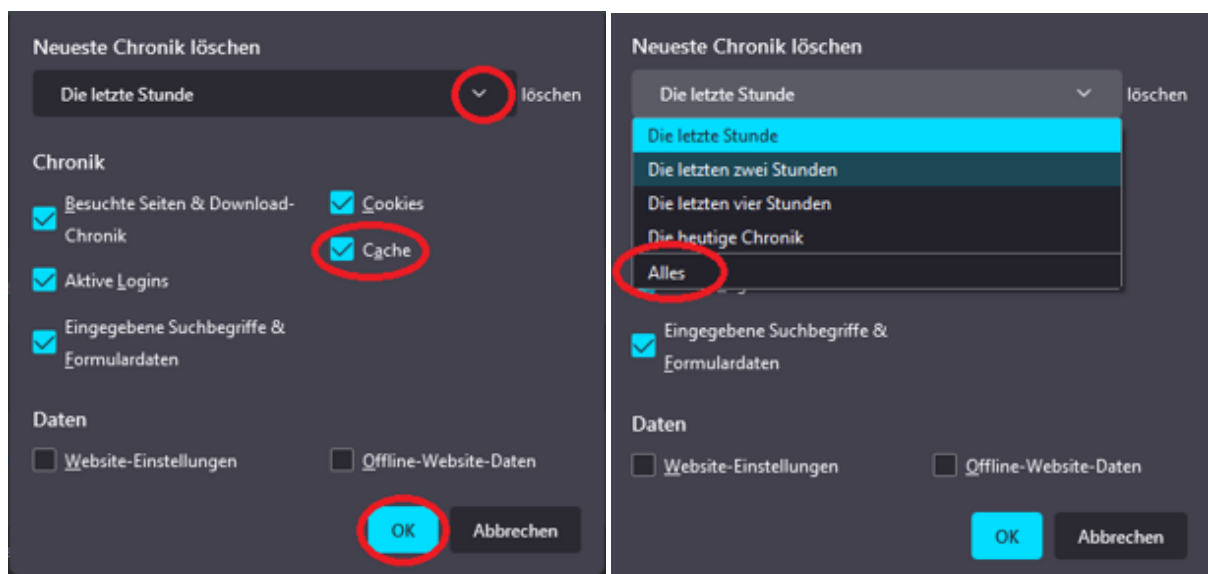 Neueste Chronik löschen
Die letzte Stunde löschen
Chronik
Besuchte Seiten & Download-
Chronik
Cookies
Cache
Aktive Logins
Eingegebene Suchbegriffe &
Formulardaten
Daten
Website-Einstellungen
Offline-Website-Daten
OK Abbrechen
Neueste Chronik löschen
Die letzte Stunde löschen
Die letzte Stunde
Die letzten zwei Stunden
Die letzten vier Stunden
Die heutige Chronik
Alles
Eingegebene Suchbegriffe &
Formulardaten
Daten
Website-Einstellungen
Offline-Website-Daten
OK Abbrechen